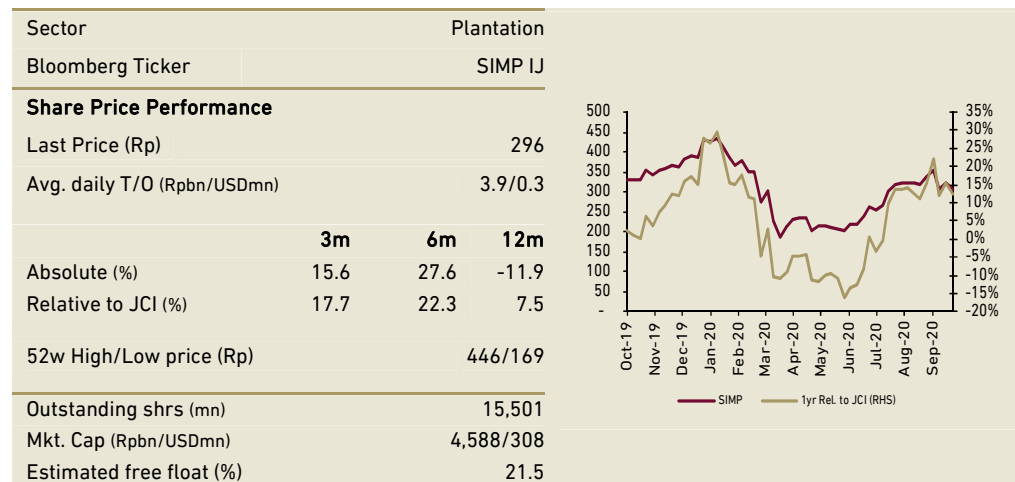 Sector Plantation
Bloomberg Ticker SIMP IJ
Share Price Performance
Last Price (Rp) 296
Avg. daily T/O (Rpbn/USDmn) 3.9/0.3
3m 6m 12m
Absolute (%) 15.6 27.6 -11.9
Relative to JCI (%) 17.7 22.3 7.5
52w High/Low price (Rp) 446/169
Outstanding shrs (mn) 15,501
Mkt. Cap (Rpbn/USDmn) 4,588/308
Estimated free float (%) 21.5
500
450
400
350
300
250
200
150
100
50
-
35%
30%
25%
20%
15%
10%
5%
0%
-5%
-10%
-15%
-20%
Oct-19
Nov-19
Dec-19
Jan-20
Feb-20
Mar-20
Apr-20
May-20
Jun-20
Jul-20
Aug-20
Sep-20
SIMP
1yr Rel. to JCI (RHS)